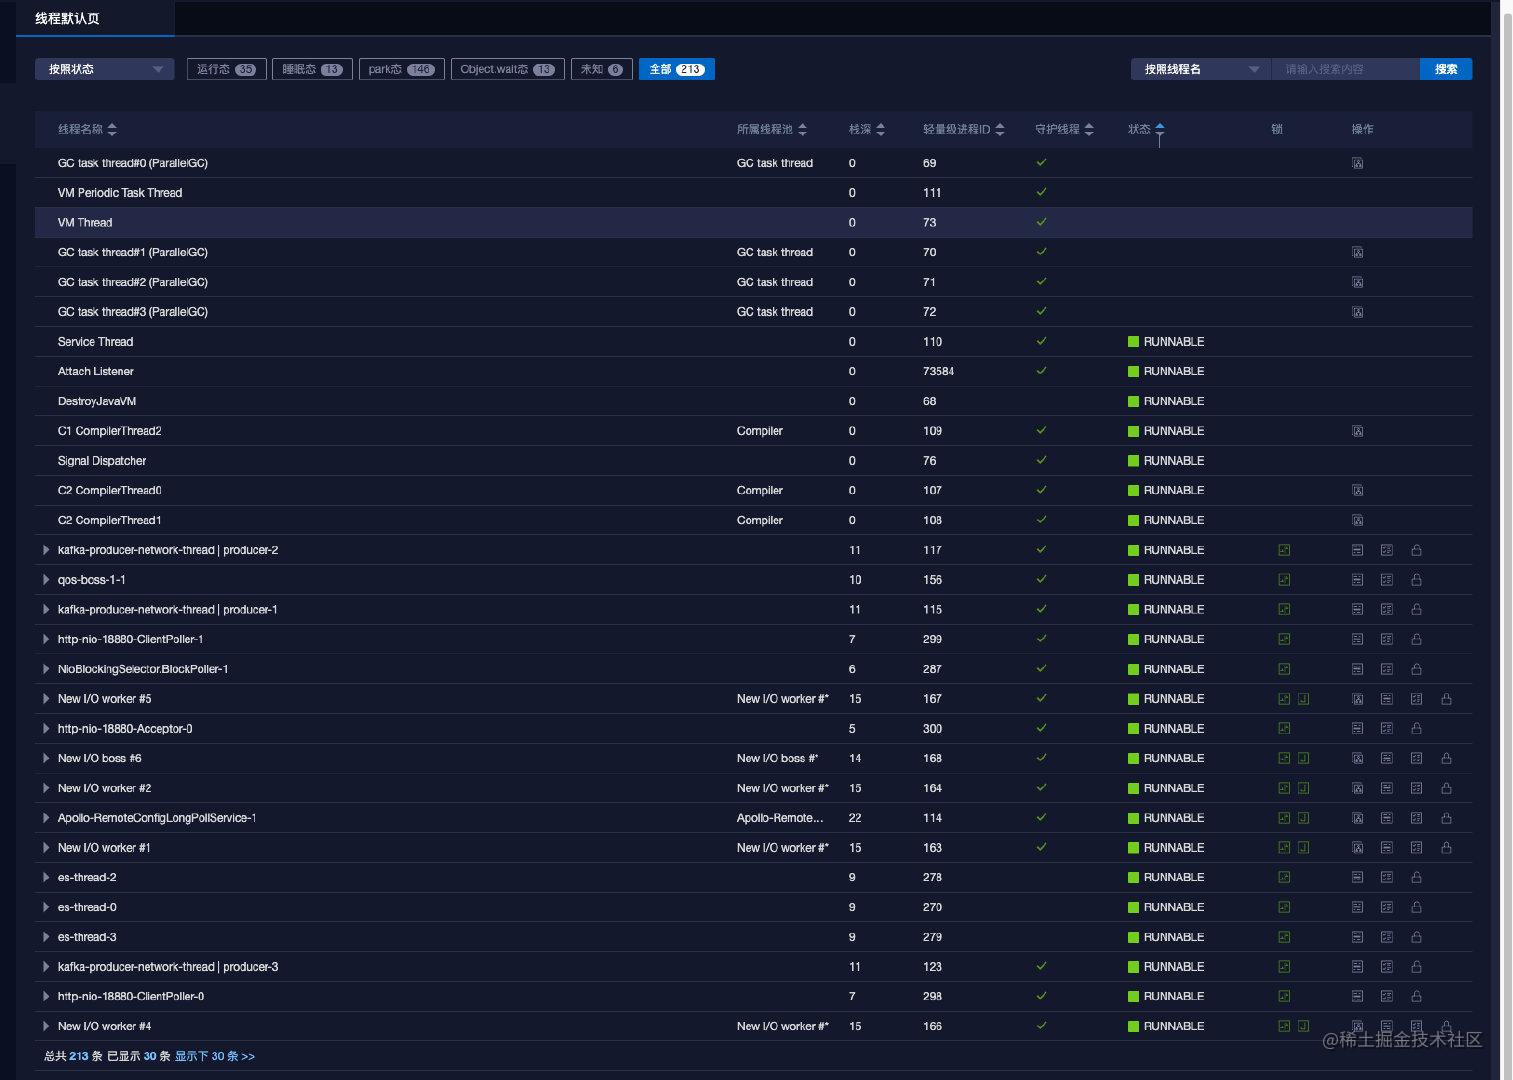 线程默认页
按照状态 运行态 35 睡眠态 13 park态 146 Object.wait态 13 未知 6 全部 213 按照线程名 请输入搜索内容 搜索
线程名称 所属线程池 栈深 轻量级进程ID 守护线程 状态 锁 操作
GC task thread#0 (ParallelGC) GC task thread 0 69
VM Periodic Task Thread 0 111
VM Thread 0 73
GC task thread#1 (ParallelGC) GC task thread 0 70
GC task thread#2 (ParallelGC) GC task thread 0 71
GC task thread#3 (ParallelGC) GC task thread 0 72
Service Thread 0 110 RUNNABLE
Attach Listener 0 73584 RUNNABLE
DestroyJavaVM 0 68 RUNNABLE
C1 CompilerThread2 Compiler 0 109 RUNNABLE
Signal Dispatcher 0 76 RUNNABLE
C2 CompilerThread0 Compiler 0 107 RUNNABLE
C2 CompilerThread1 Compiler 0 108 RUNNABLE
kafka-producer-network-thread | producer-2 11 117 RUNNABLE
qos-boss-1-1 10 156 RUNNABLE
kafka-producer-network-thread | producer-1 11 115 RUNNABLE
http-nio-18880-ClientPoller-1 7 299 RUNNABLE
NioBlockingSelector.BlockPoller-1 6 287 RUNNABLE
New I/O worker #5 New I/O worker #* 15 167 RUNNABLE
http-nio-18880-Acceptor-0 5 300 RUNNABLE
New I/O boss #6 New I/O boss #* 14 168 RUNNABLE
New I/O worker #2 New I/O worker #* 15 164 RUNNABLE
Apollo-RemoteConfigLongPollService-1 Apollo-Remote... 22 114 RUNNABLE
New I/O worker #1 New I/O worker #* 15 163 RUNNABLE
es-thread-2 9 278 RUNNABLE
es-thread-0 9 270 RUNNABLE
es-thread-3 9 279 RUNNABLE
kafka-producer-network-thread | producer-3 11 123 RUNNABLE
http-nio-18880-ClientPoller-0 7 298 RUNNABLE
New I/O worker #4 New I/O worker #* 15 166 RUNNABLE
总共 213 条 已显示 30 条 显示下 30 条 >>
@稀土掘金技术社区